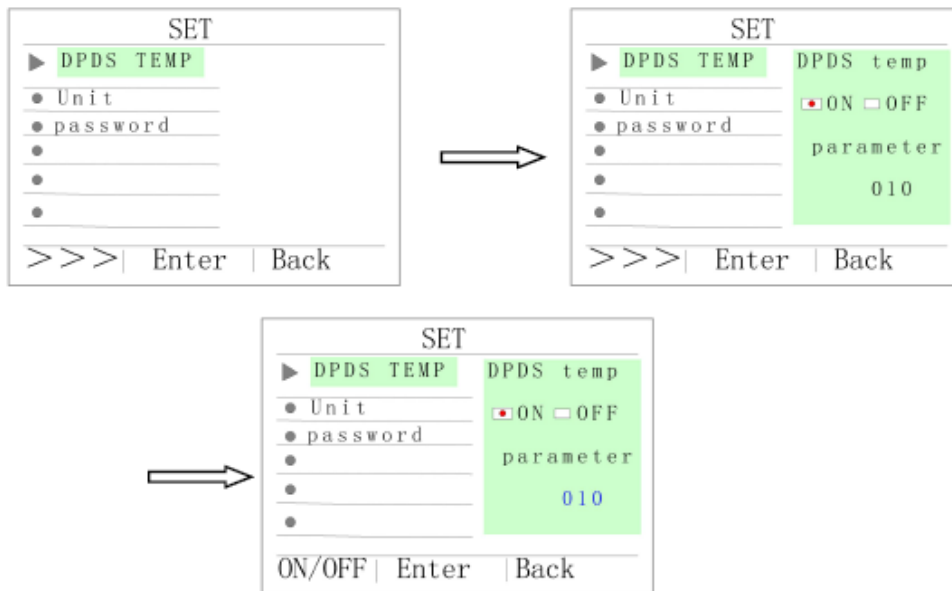 SET
DPDS TEMP
Unit
password
>>>| Enter | Back
SET
DPDS TEMP
Unit
password
DPDS temp
ON OFF
parameter
010
>>>| Enter | Back
SET
DPDS TEMP
Unit
password
DPDS temp
ON OFF
parameter
010
ON/OFF| Enter |Back